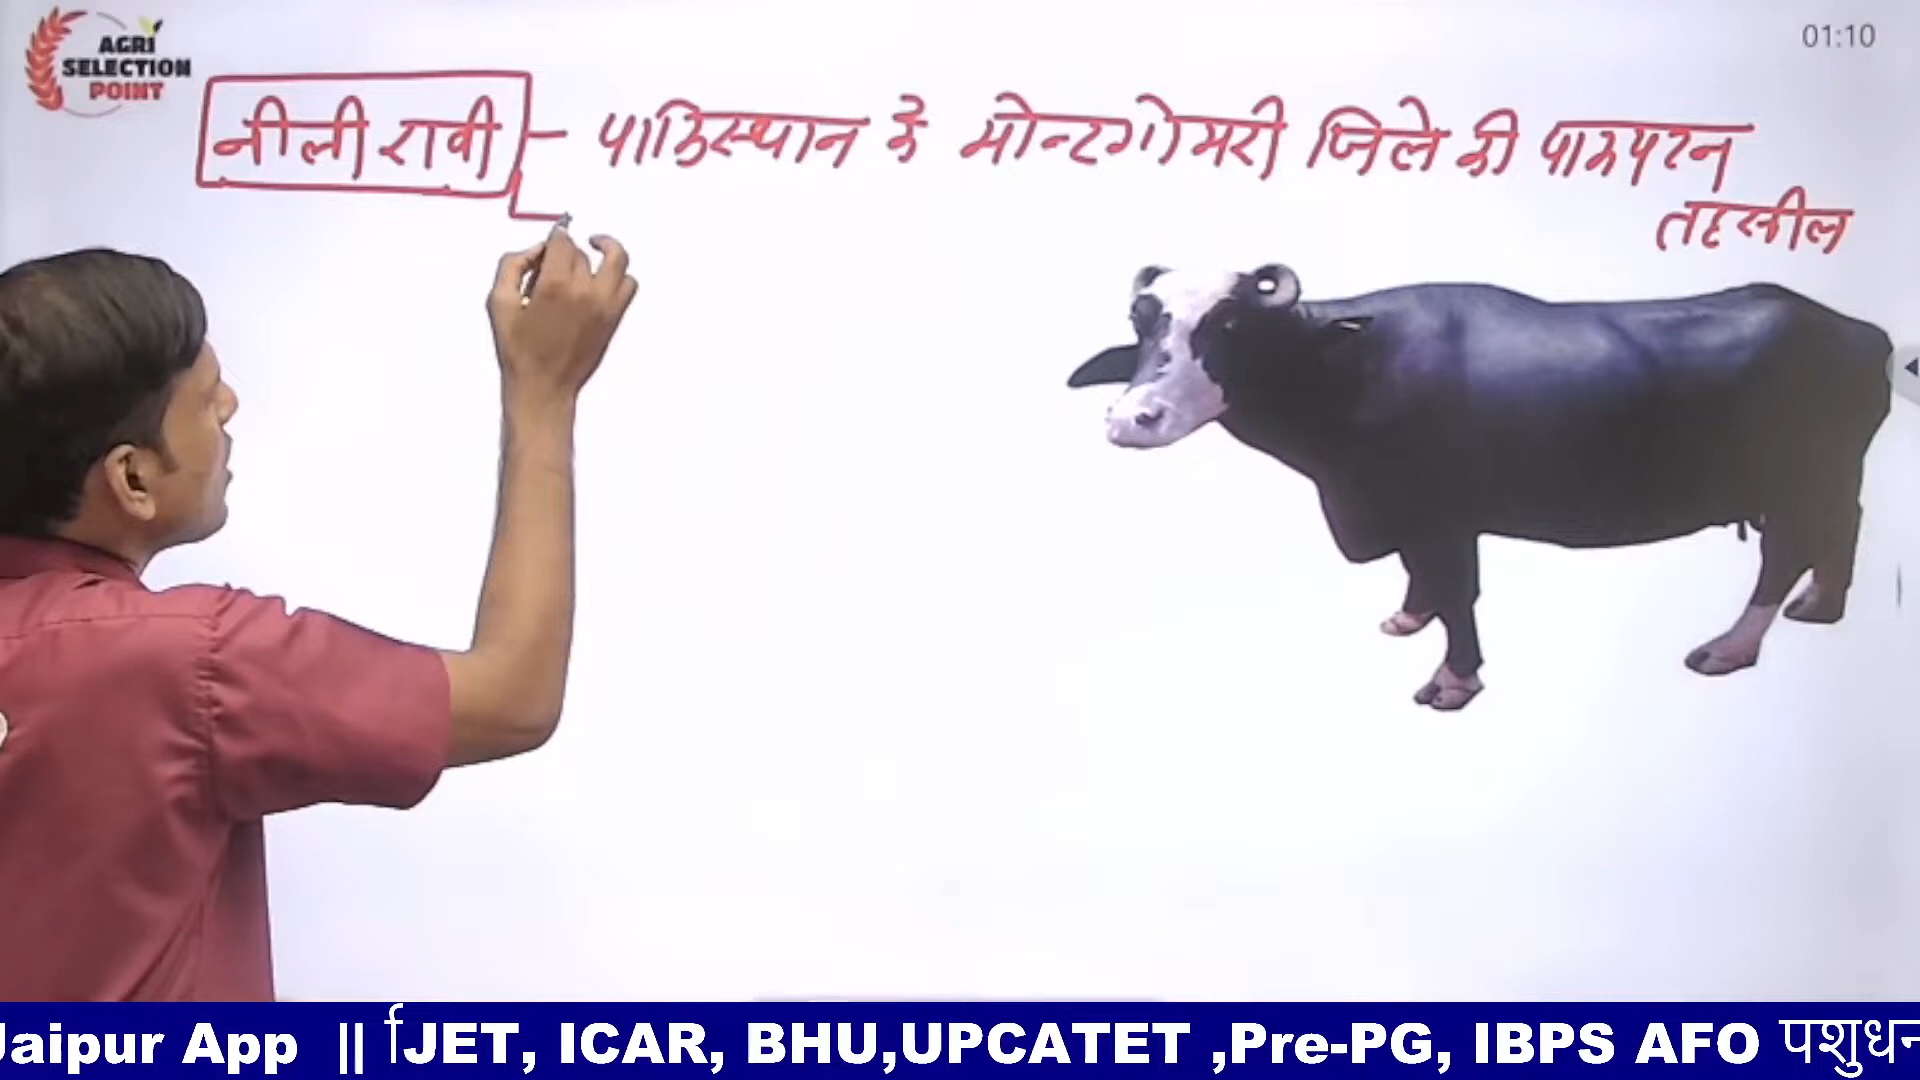 AGRI
SELECTION
POINT
01:10
नीली रावी – पाकिस्थान के मोन्टगोमरी जिले की पाकपटन
तहसील
Jaipur App || JET, ICAR, BHU,UPCATET ,Pre-PG, IBPS AFO पशुधन